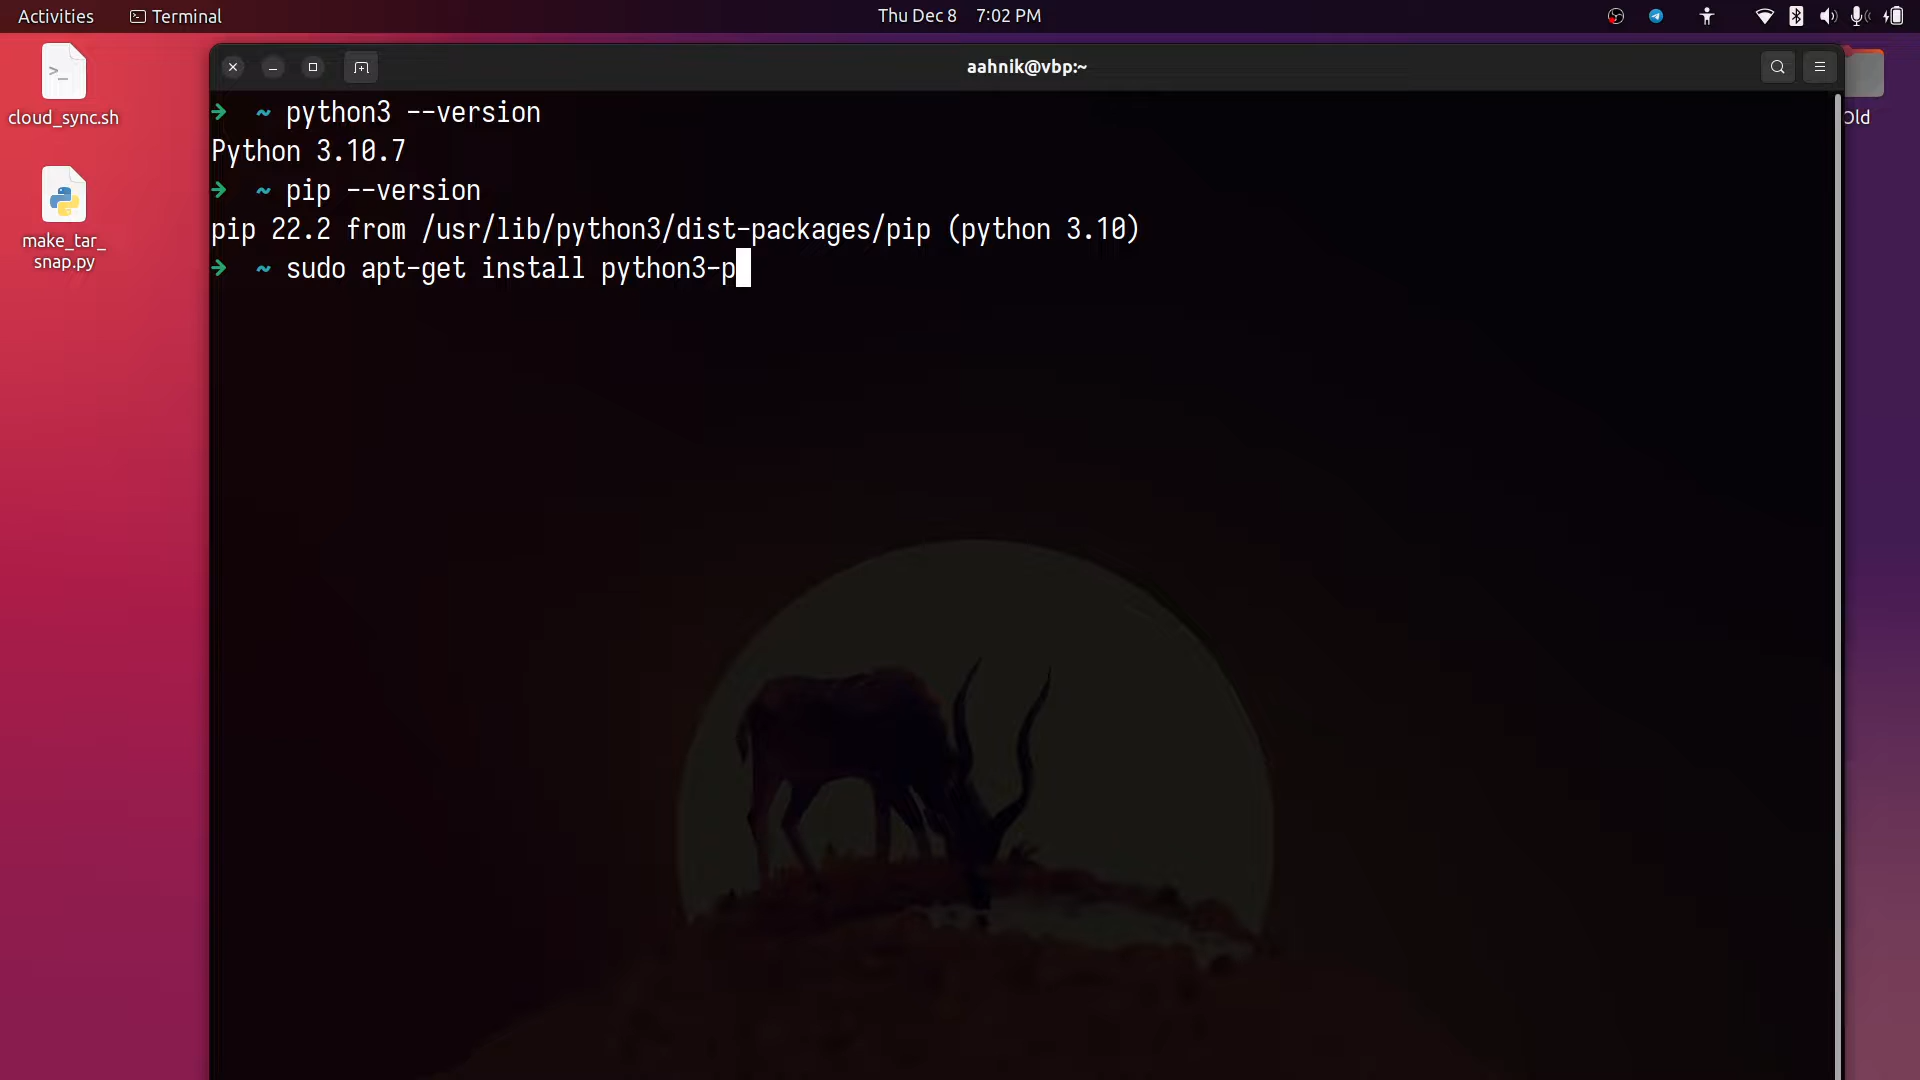 Activities
Terminal
Thu Dec 8 7:02 PM
cloud_sync.sh
make_tar_
snap.py
Old
aahnik@vbp:~
➜ ~ python3 --version
Python 3.10.7
➜ ~ pip --version
pip 22.2 from /usr/lib/python3/dist-packages/pip (python 3.10)
➜ ~ sudo apt-get install python3-p